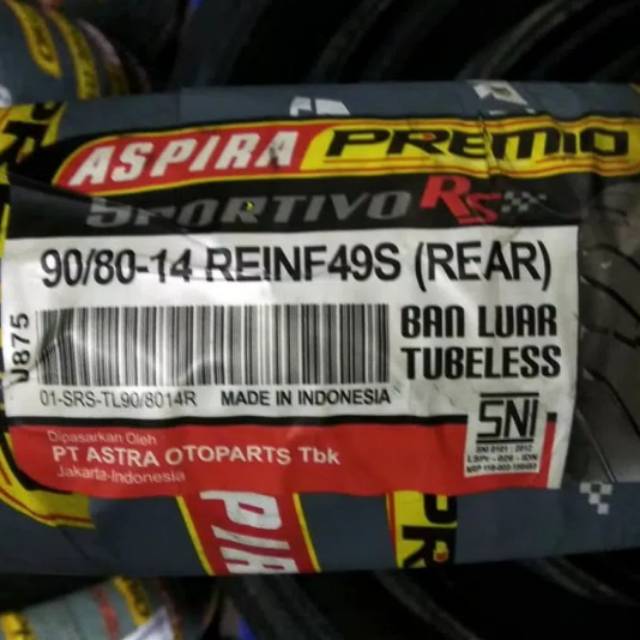 ASPIRA PREMIO
SPORTIVO RS
90/80-14 REINF49S (REAR)
BAN LUAR
TUBELESS
U875
01-SRS-TL90/8014R MADE IN INDONESIA
SNI
Dipasarkan Oleh
PT ASTRA OTOPARTS Tbk
Jakarta-Indonesia